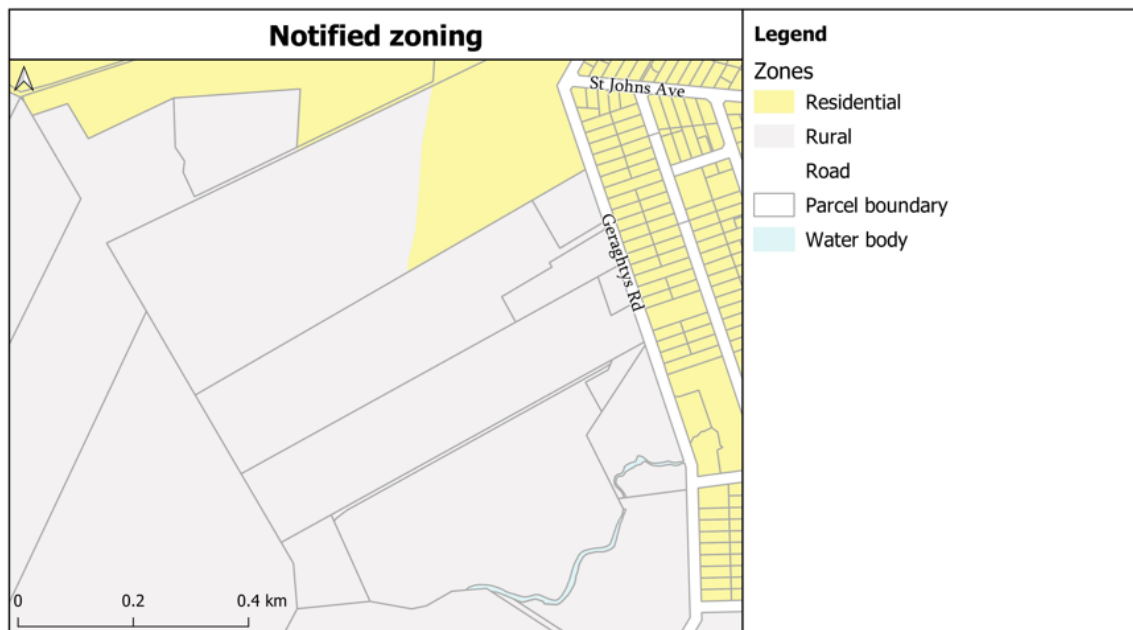 Notified zoning
St Johns Ave
Geraghtys Rd
0 0.2 0.4 km
Legend
Zones
Residential
Rural
Road
Parcel boundary
Water body